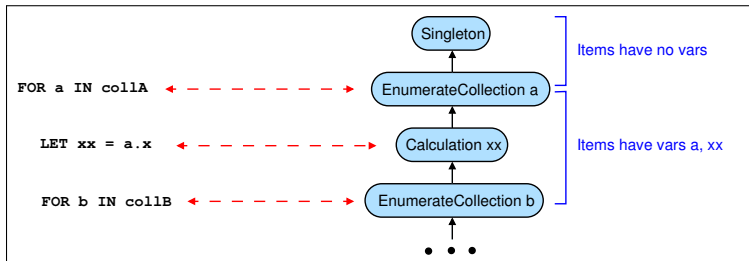 Singleton
Items have no vars
FOR a IN collA
EnumerateCollection a
LET xx = a.x
Calculation xx
Items have vars a, xx
FOR b IN collB
EnumerateCollection b